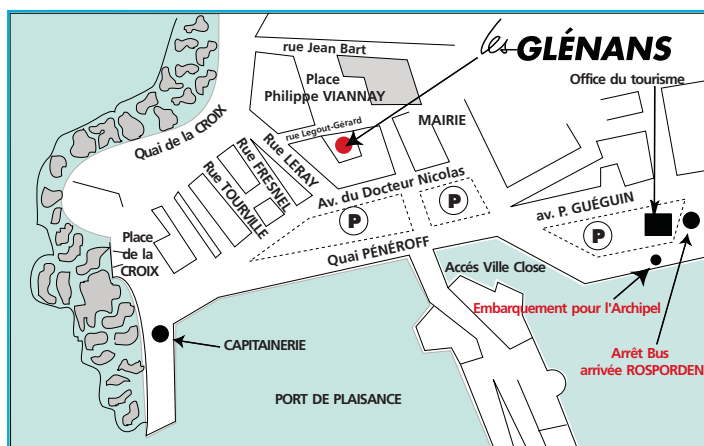 les GLÉNANS
rue Jean Bart
Office du tourisme
Place
Philippe VIANNAY
rue Legout-Gérard
MAIRIE
Quai de la CROIX
Rue LERAY
Rue FRESNEL
Rue TOURVILLE
Av. du Docteur Nicolas
P
P
av. P. GUÉGUIN
P
Place
de la
CROIX
Quai PÉNÉROFF
Accés Ville Close
Embarquement pour l'Archipel
CAPITAINERIE
Arrêt Bus
arrivée ROSPORDEN
PORT DE PLAISANCE